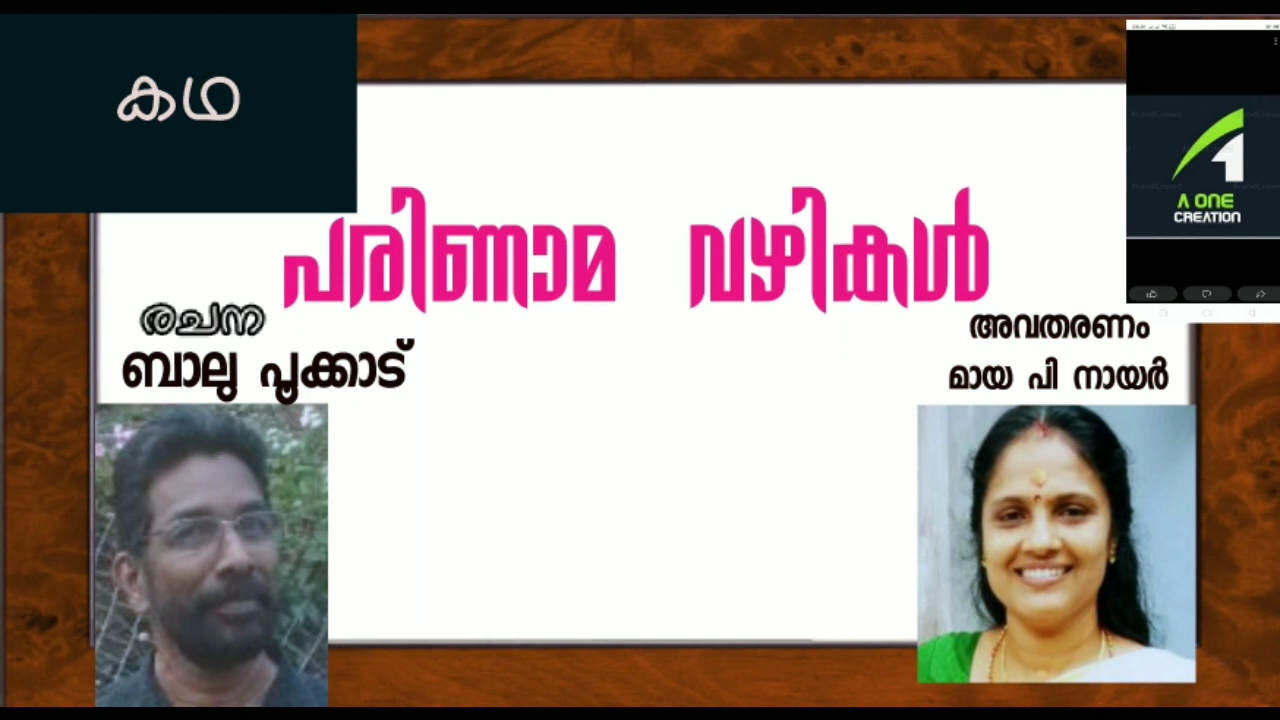 കഥ
പരിണാമ വഴികൾ
രചന
ബാലു പൂക്കാട്
അവതരണം
മായ പി നായർ
A ONE
CREATION